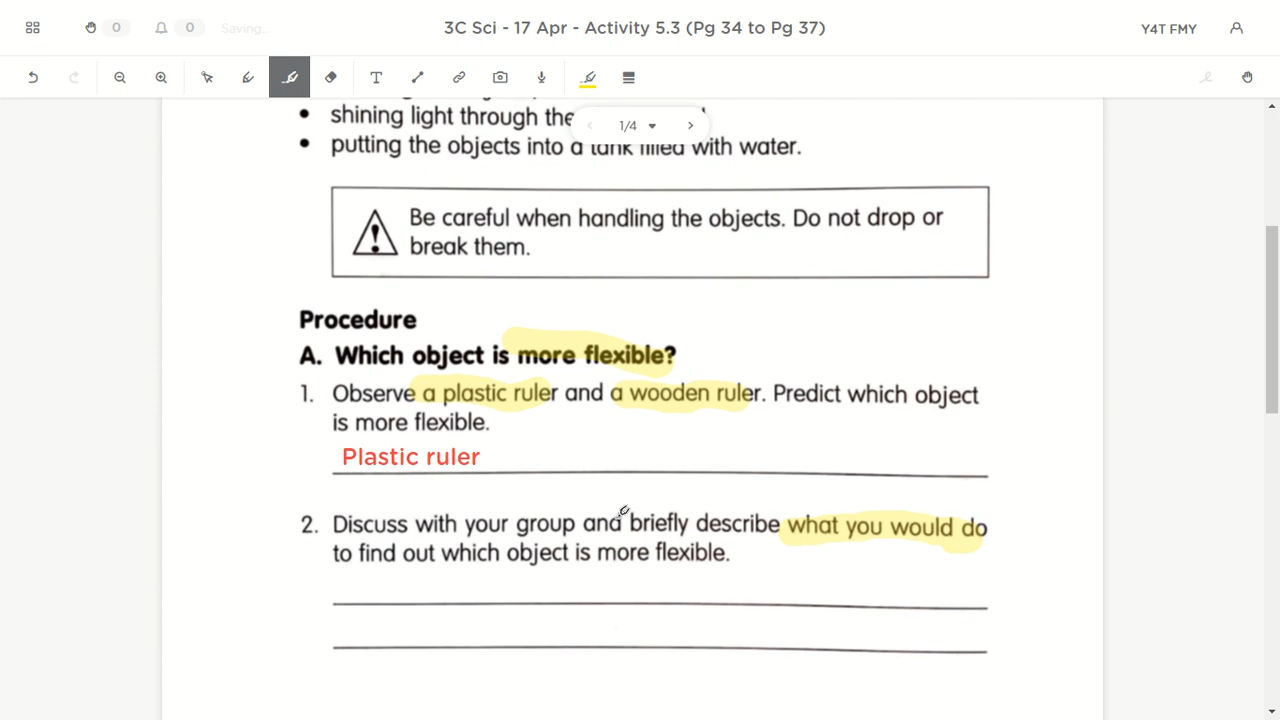 0
0
Saving...
3C Sci - 17 Apr - Activity 5.3 (Pg 34 to Pg 37)
Y4T FMY
T
• shining light through the
1/4
• putting the objects into a tank filled with water.
Be careful when handling the objects. Do not drop or
break them.
Procedure
A. Which object is more flexible?
1. Observe a plastic ruler and a wooden ruler. Predict which object
is more flexible.
Plastic ruler
2. Discuss with your group and briefly describe what you would do
to find out which object is more flexible.